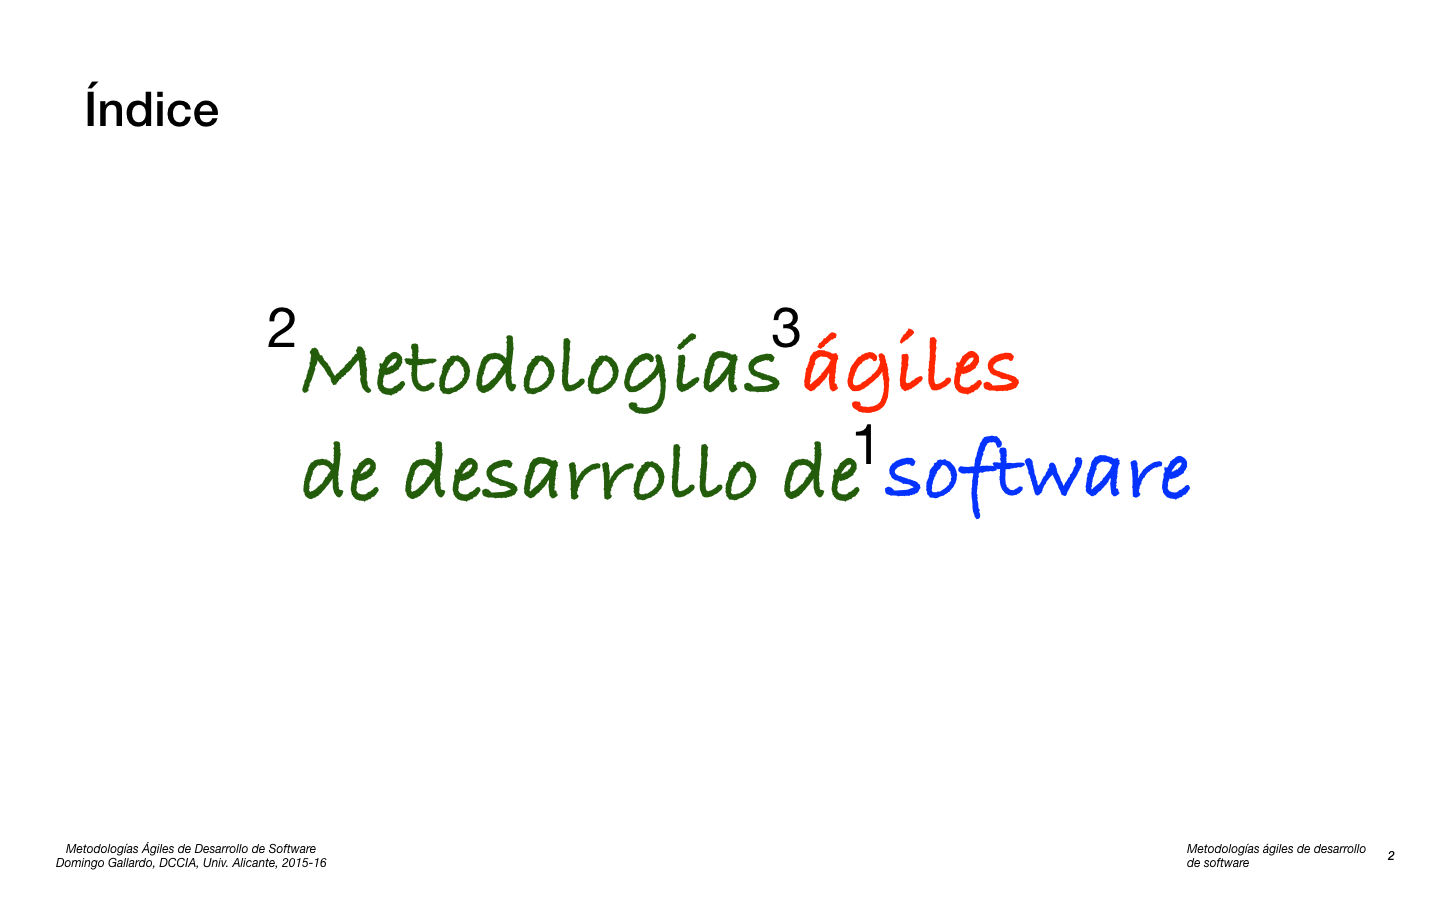 Índice
2 Metodologías 3 ágiles
de desarrollo de 1 software
Metodologías Ágiles de Desarrollo de Software
Domingo Gallardo, DCCIA, Univ. Alicante, 2015-16
Metodologías ágiles de desarrollo
de software
2